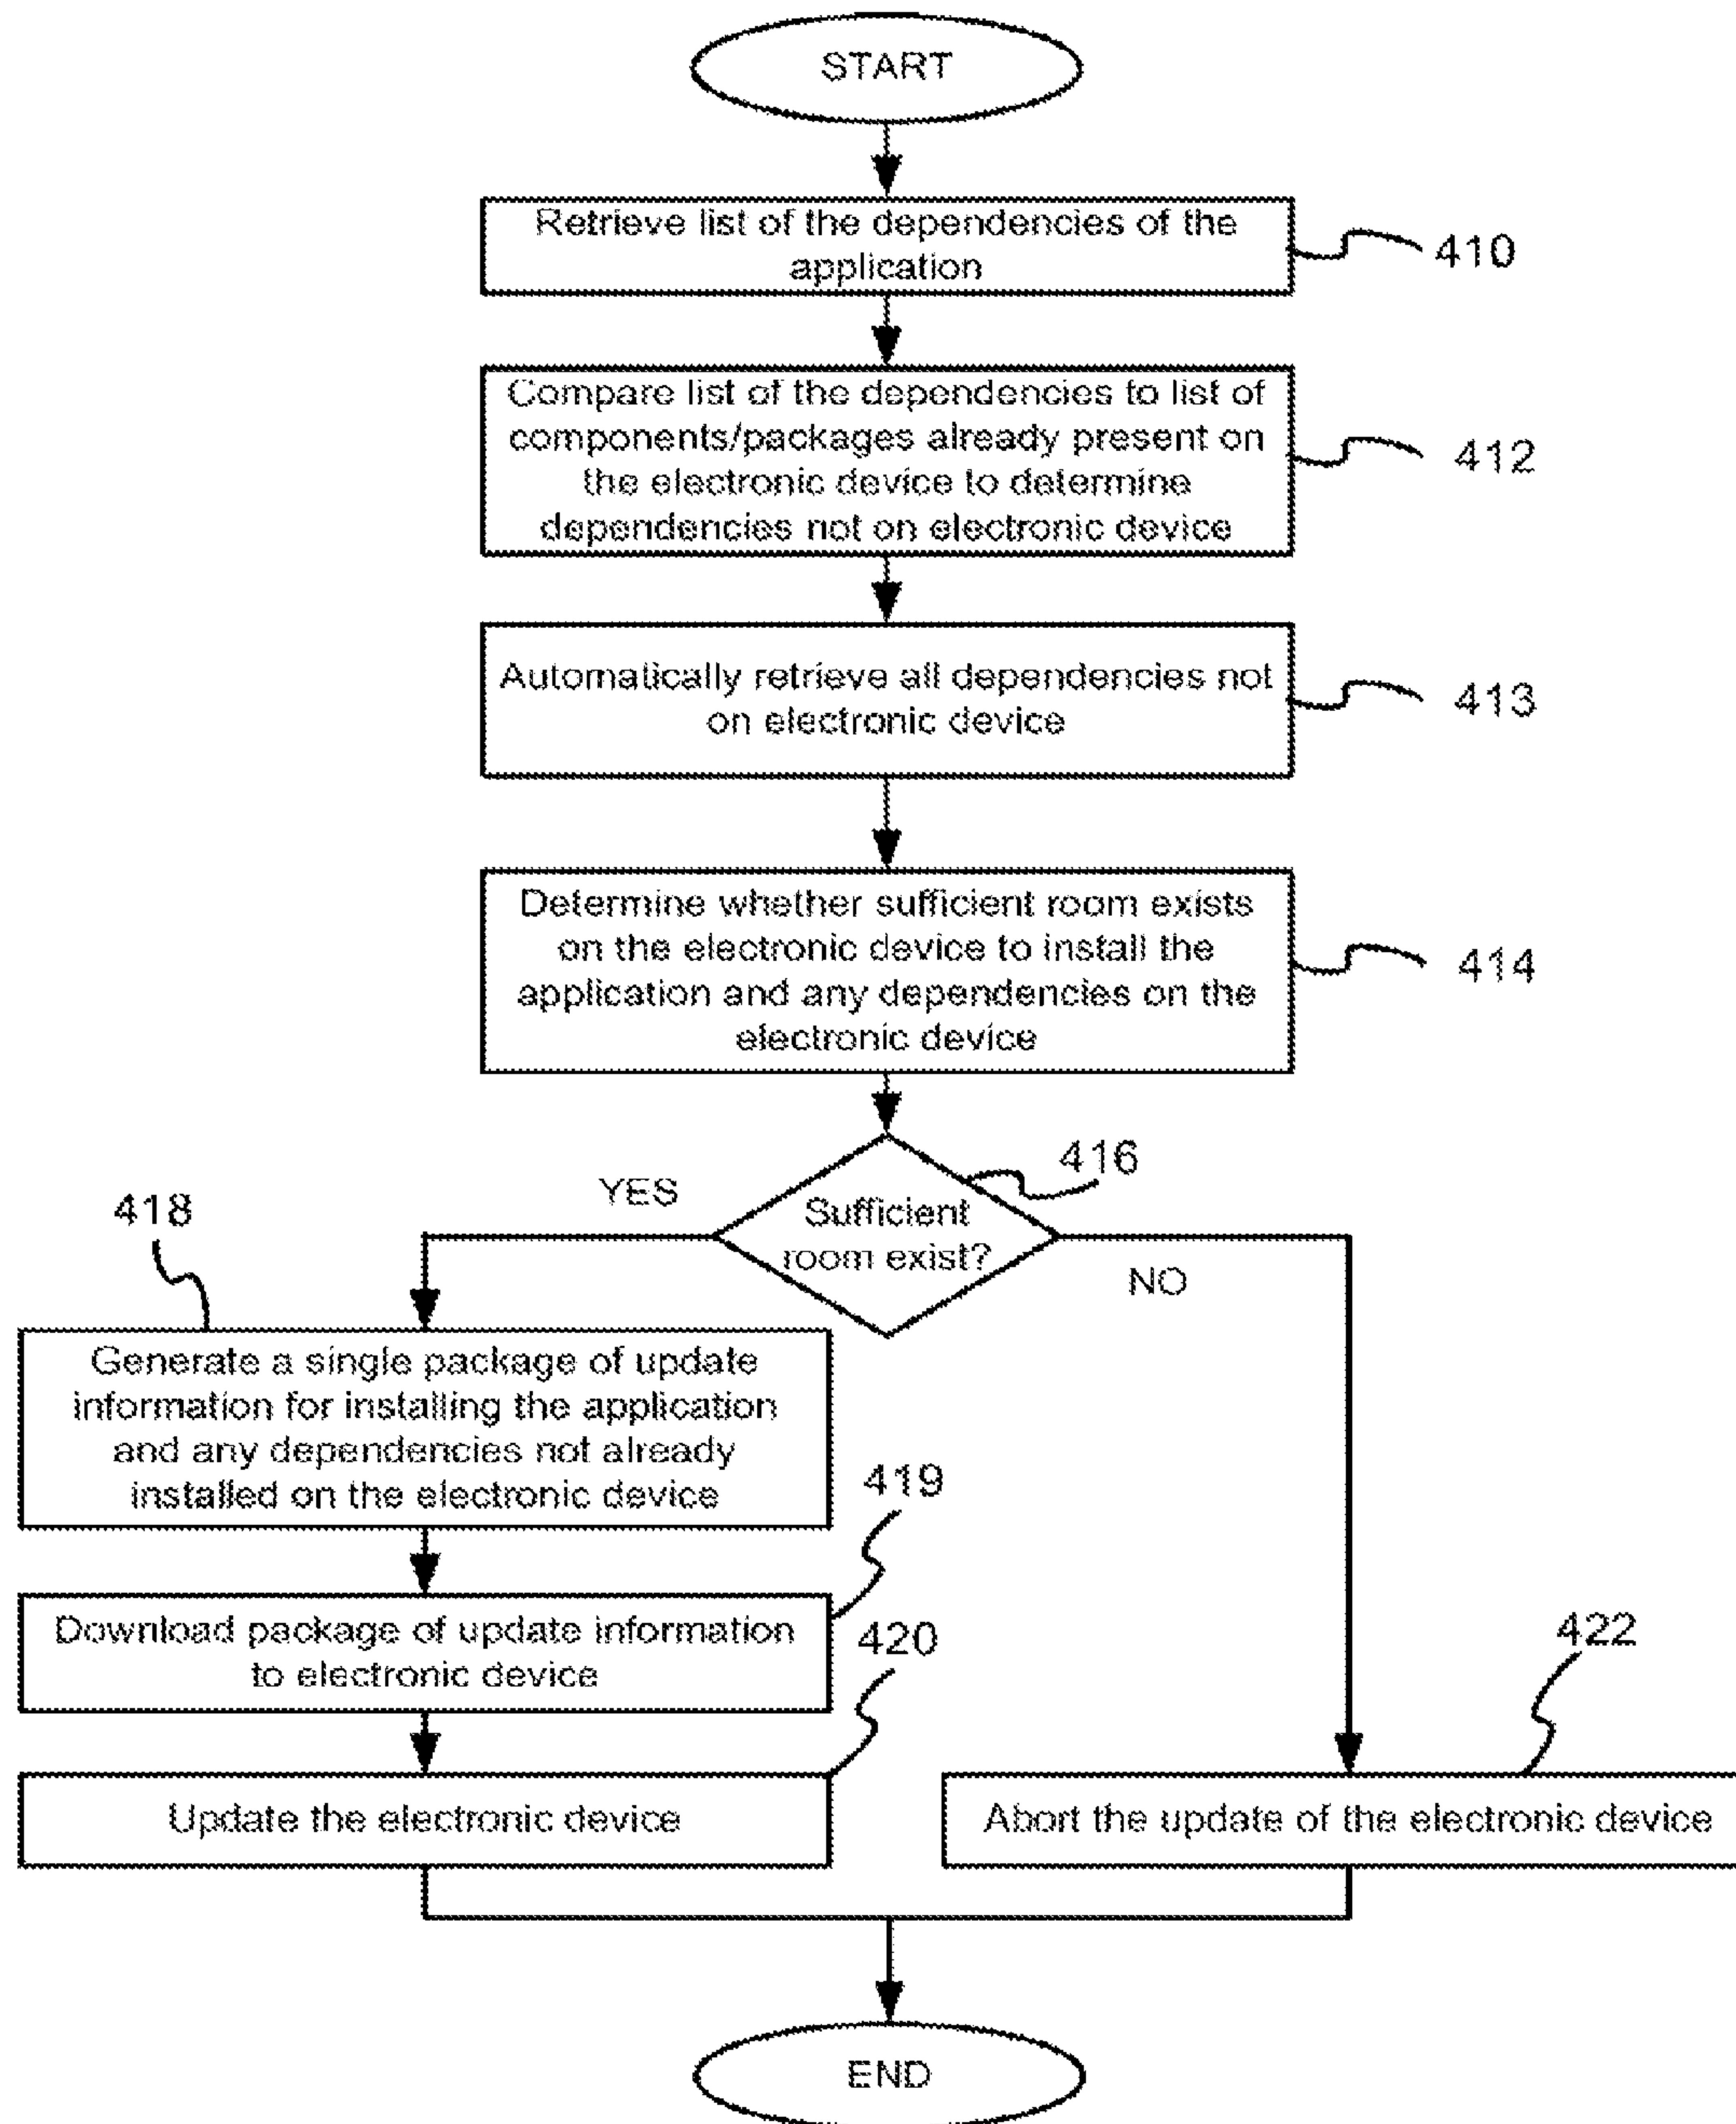 START
Retrieve list of the dependencies of the
application
410
Compare list of the dependencies to list of
components/packages already present on
the electronic device to determine
dependencies not on electronic device
412
Automatically retrieve all dependencies not
on electronic device
413
Determine whether sufficient room exists
on the electronic device to install the
application and any dependencies on the
electronic device
414
416
Sufficient
room exist?
YES
NO
418
Generate a single package of update
information for installing the application
and any dependencies not already
installed on the electronic device
419
Download package of update information
to electronic device
420
Update the electronic device
422
Abort the update of the electronic device
END